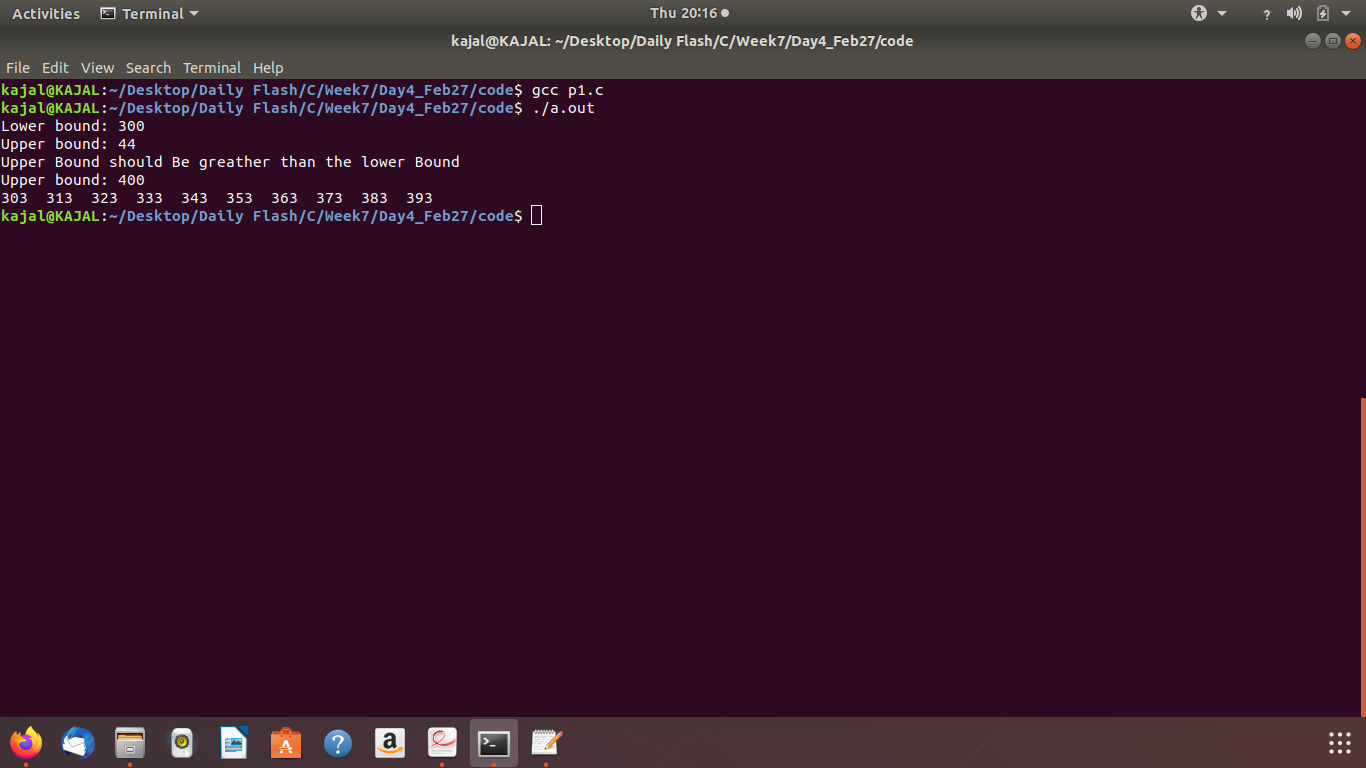 Activities Terminal Thu 20:16
kajal@KAJAL: ~/Desktop/Daily Flash/C/Week7/Day4_Feb27/code
File Edit View Search Terminal Help
kajal@KAJAL:~/Desktop/Daily Flash/C/Week7/Day4_Feb27/code$ gcc p1.c
kajal@KAJAL:~/Desktop/Daily Flash/C/Week7/Day4_Feb27/code$ ./a.out
Lower bound: 300
Upper bound: 44
Upper Bound should Be greather than the lower Bound
Upper bound: 400
303 313 323 333 343 353 363 373 383 393
kajal@KAJAL:~/Desktop/Daily Flash/C/Week7/Day4_Feb27/code$